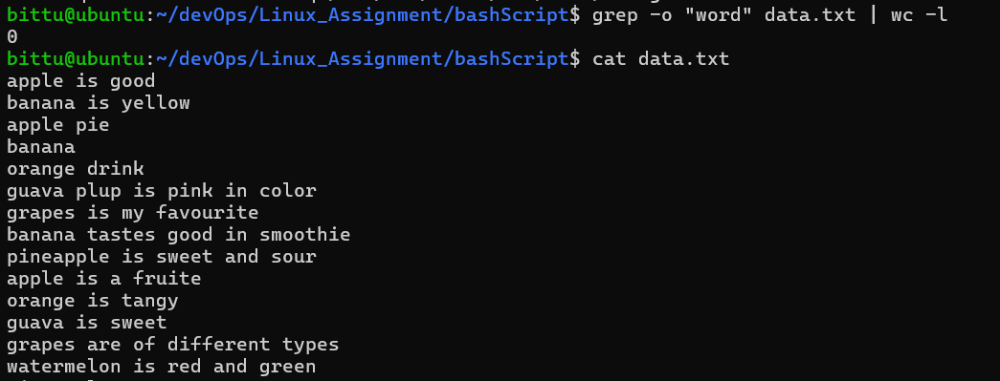 bittu@ubuntu:~/devOps/Linux_Assignment/bashScript$ grep -o "word" data.txt | wc -l
0
bittu@ubuntu:~/devOps/Linux_Assignment/bashScript$ cat data.txt
apple is good
banana is yellow
apple pie
banana
orange drink
guava plup is pink in color
grapes is my favourite
banana tastes good in smoothie
pineapple is sweet and sour
apple is a fruite
orange is tangy
guava is sweet
grapes are of different types
watermelon is red and green